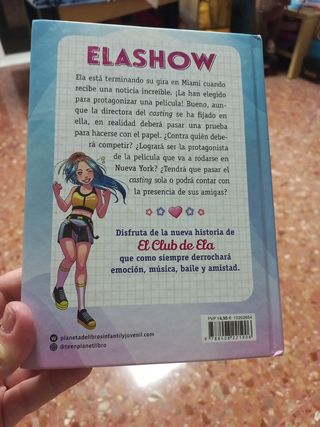 ELASHOW
Ela está terminando su gira en Miami cuando
recibe una noticia increíble. ¡La han elegido
para protagonizar una película! Bueno, aun-
que la directora del casting se ha fijado en
ella, en realidad deberá pasar una prueba
para hacerse con el papel. ¿Contra quién debe-
rá competir? ¿Logrará ser la protagonista
de la película que va a rodarse en
Nueva York? ¿Tendrá que pasar el
casting sola o podrá contar con
la presencia de sus amigas?
Disfruta de la nueva historia de
El Club de Ela
que como siempre derrochará
emoción, música, baile y amistad.
PVP 14,95 € 10302604
planetadelibrosinfantilyjuvenil.com
@teenplanetlibro